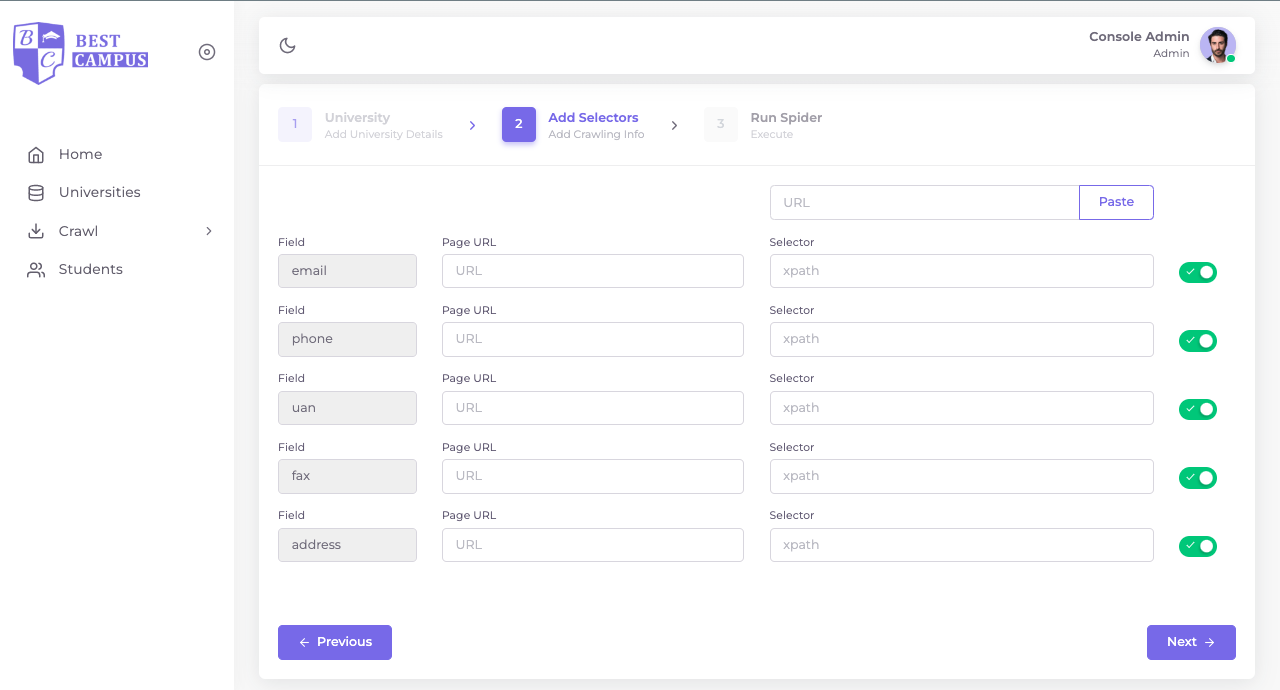 B
C
BEST
CAMPUS
Console Admin
Admin
Home
Universities
Crawl
Students
1
University
Add University Details
2
Add Selectors
Add Crawling Info
3
Run Spider
Execute
URL
Paste
Field
Page URL
Selector
email
URL
xpath
Field
Page URL
Selector
phone
URL
xpath
Field
Page URL
Selector
uan
URL
xpath
Field
Page URL
Selector
fax
URL
xpath
Field
Page URL
Selector
address
URL
xpath
Previous
Next